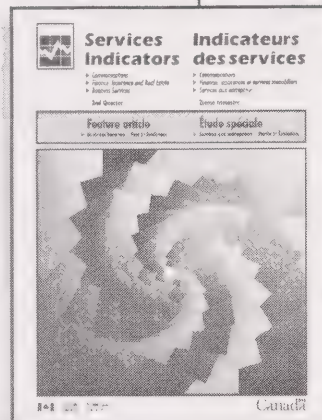 Services
Indicators
Indicateurs
des services
Communications
Finance, Insurance and Real Estate
Business Services
Communications
Finances, assurances et services immobiliers
Services aux entreprises
2nd Quarter
Feature article
Étude spéciale
Canada